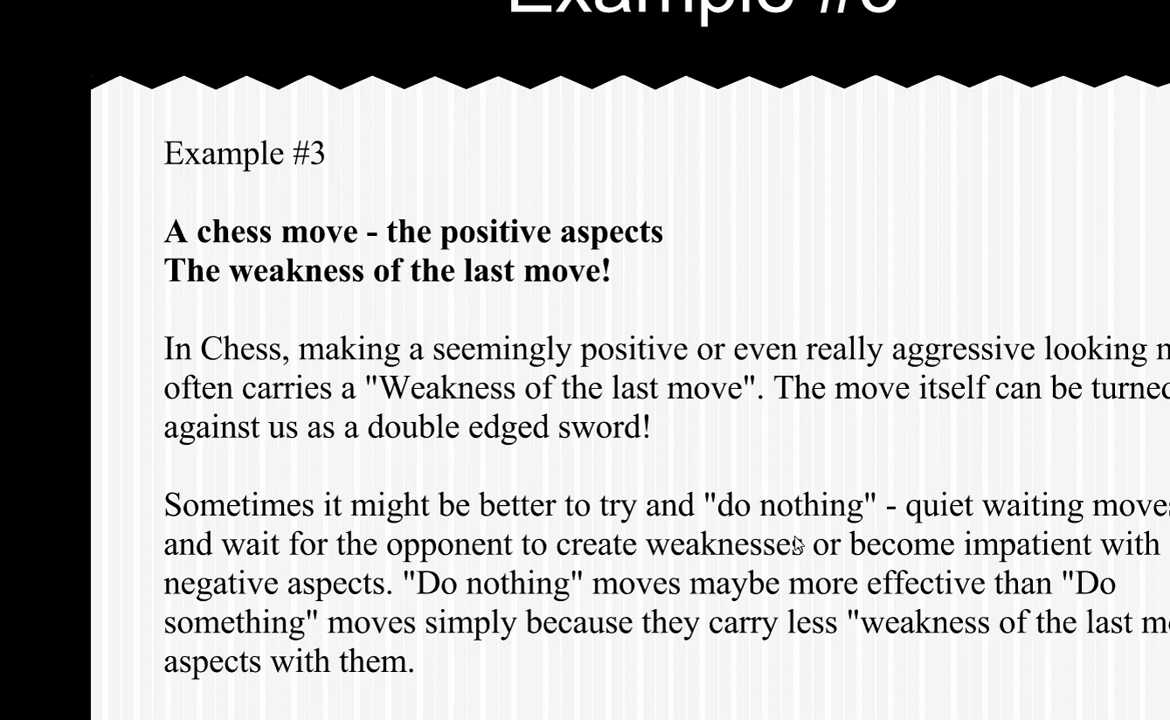 Example #3
Example #3
A chess move - the positive aspects
The weakness of the last move!
In Chess, making a seemingly positive or even really aggressive looking
often carries a "Weakness of the last move". The move itself can be turned
against us as a double edged sword!
Sometimes it might be better to try and "do nothing" - quiet waiting moves
and wait for the opponent to create weaknesses or become impatient with
negative aspects. "Do nothing" moves maybe more effective than "Do
something" moves simply because they carry less "weakness of the last
aspects with them.